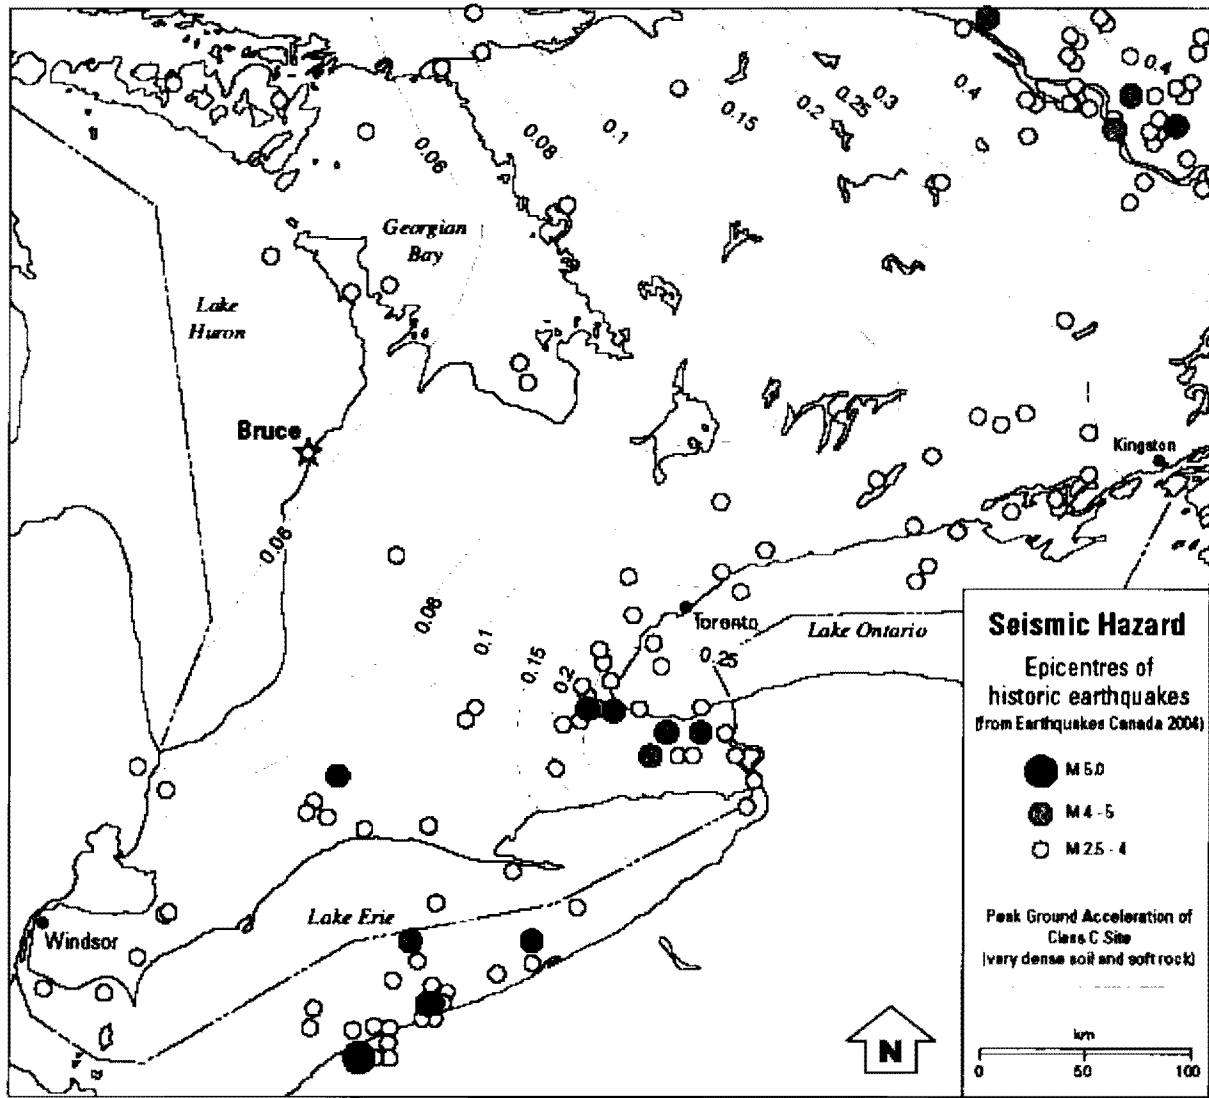 0.4
0.4
0.3
0.25
0.2
0.15
0.1
0.08
0.06
Georgian
Bay
Lake
Huron
Bruce
Kingston
0.06
0.08
0.1
0.15
0.2
Toronto
0.25
Lake Ontario
Lake Erie
Windsor
N
Seismic Hazard
Epicentres of
historic earthquakes
(from Earthquakes Canada 2004)
M 5.0
M 4 - 5
M 2.5 - 4
Peak Ground Acceleration of
Class C Site
(very dense soil and soft rock)
km
0 50 100